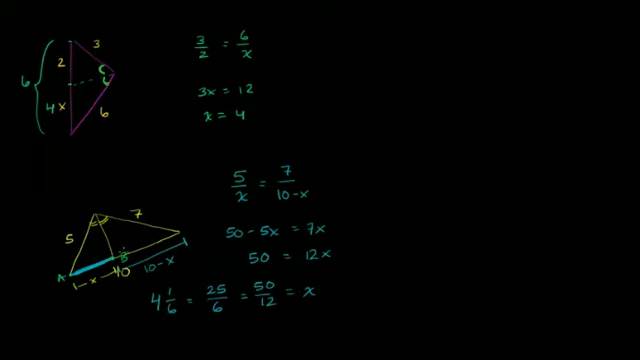 3
2
6
4 x
6
3/2 = 6/x
3x = 12
x = 4
5/x = 7/(10-x)
7
5
A
B
x
10
10 - x
50 - 5x = 7x
50 = 12x
4 1/6 = 25/6 = 50/12 = x